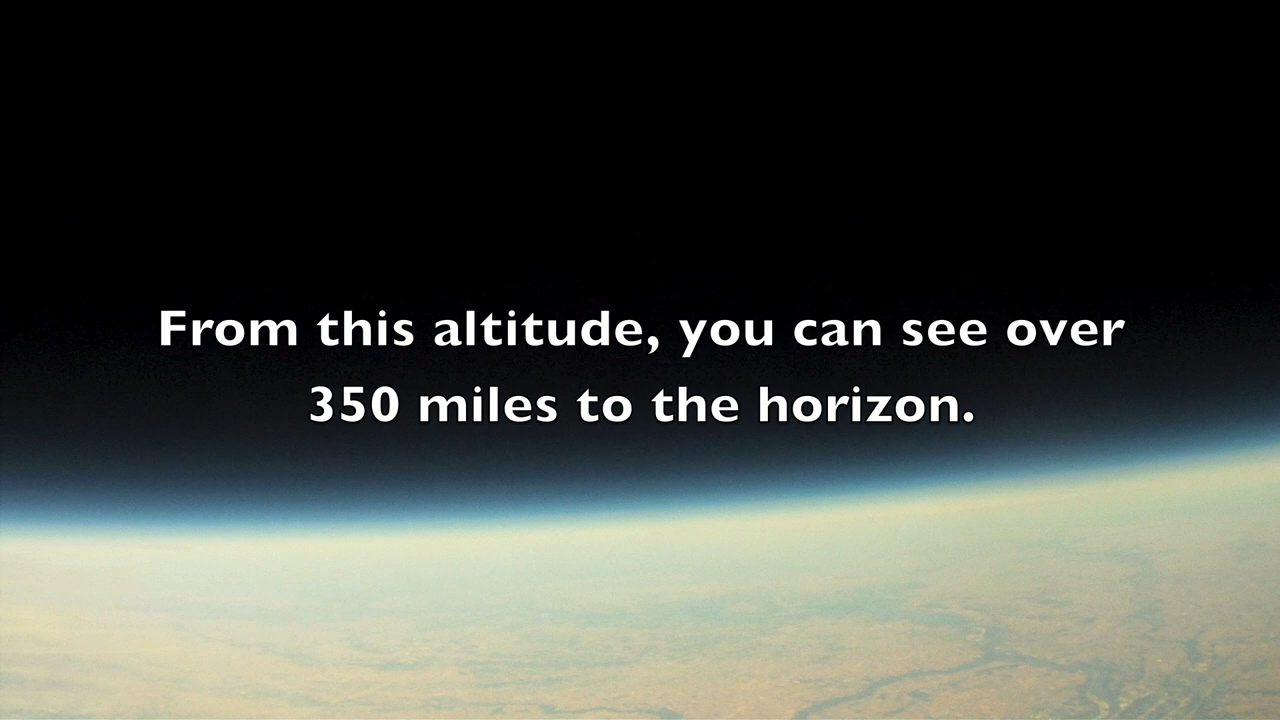 From this altitude, you can see over
350 miles to the horizon.